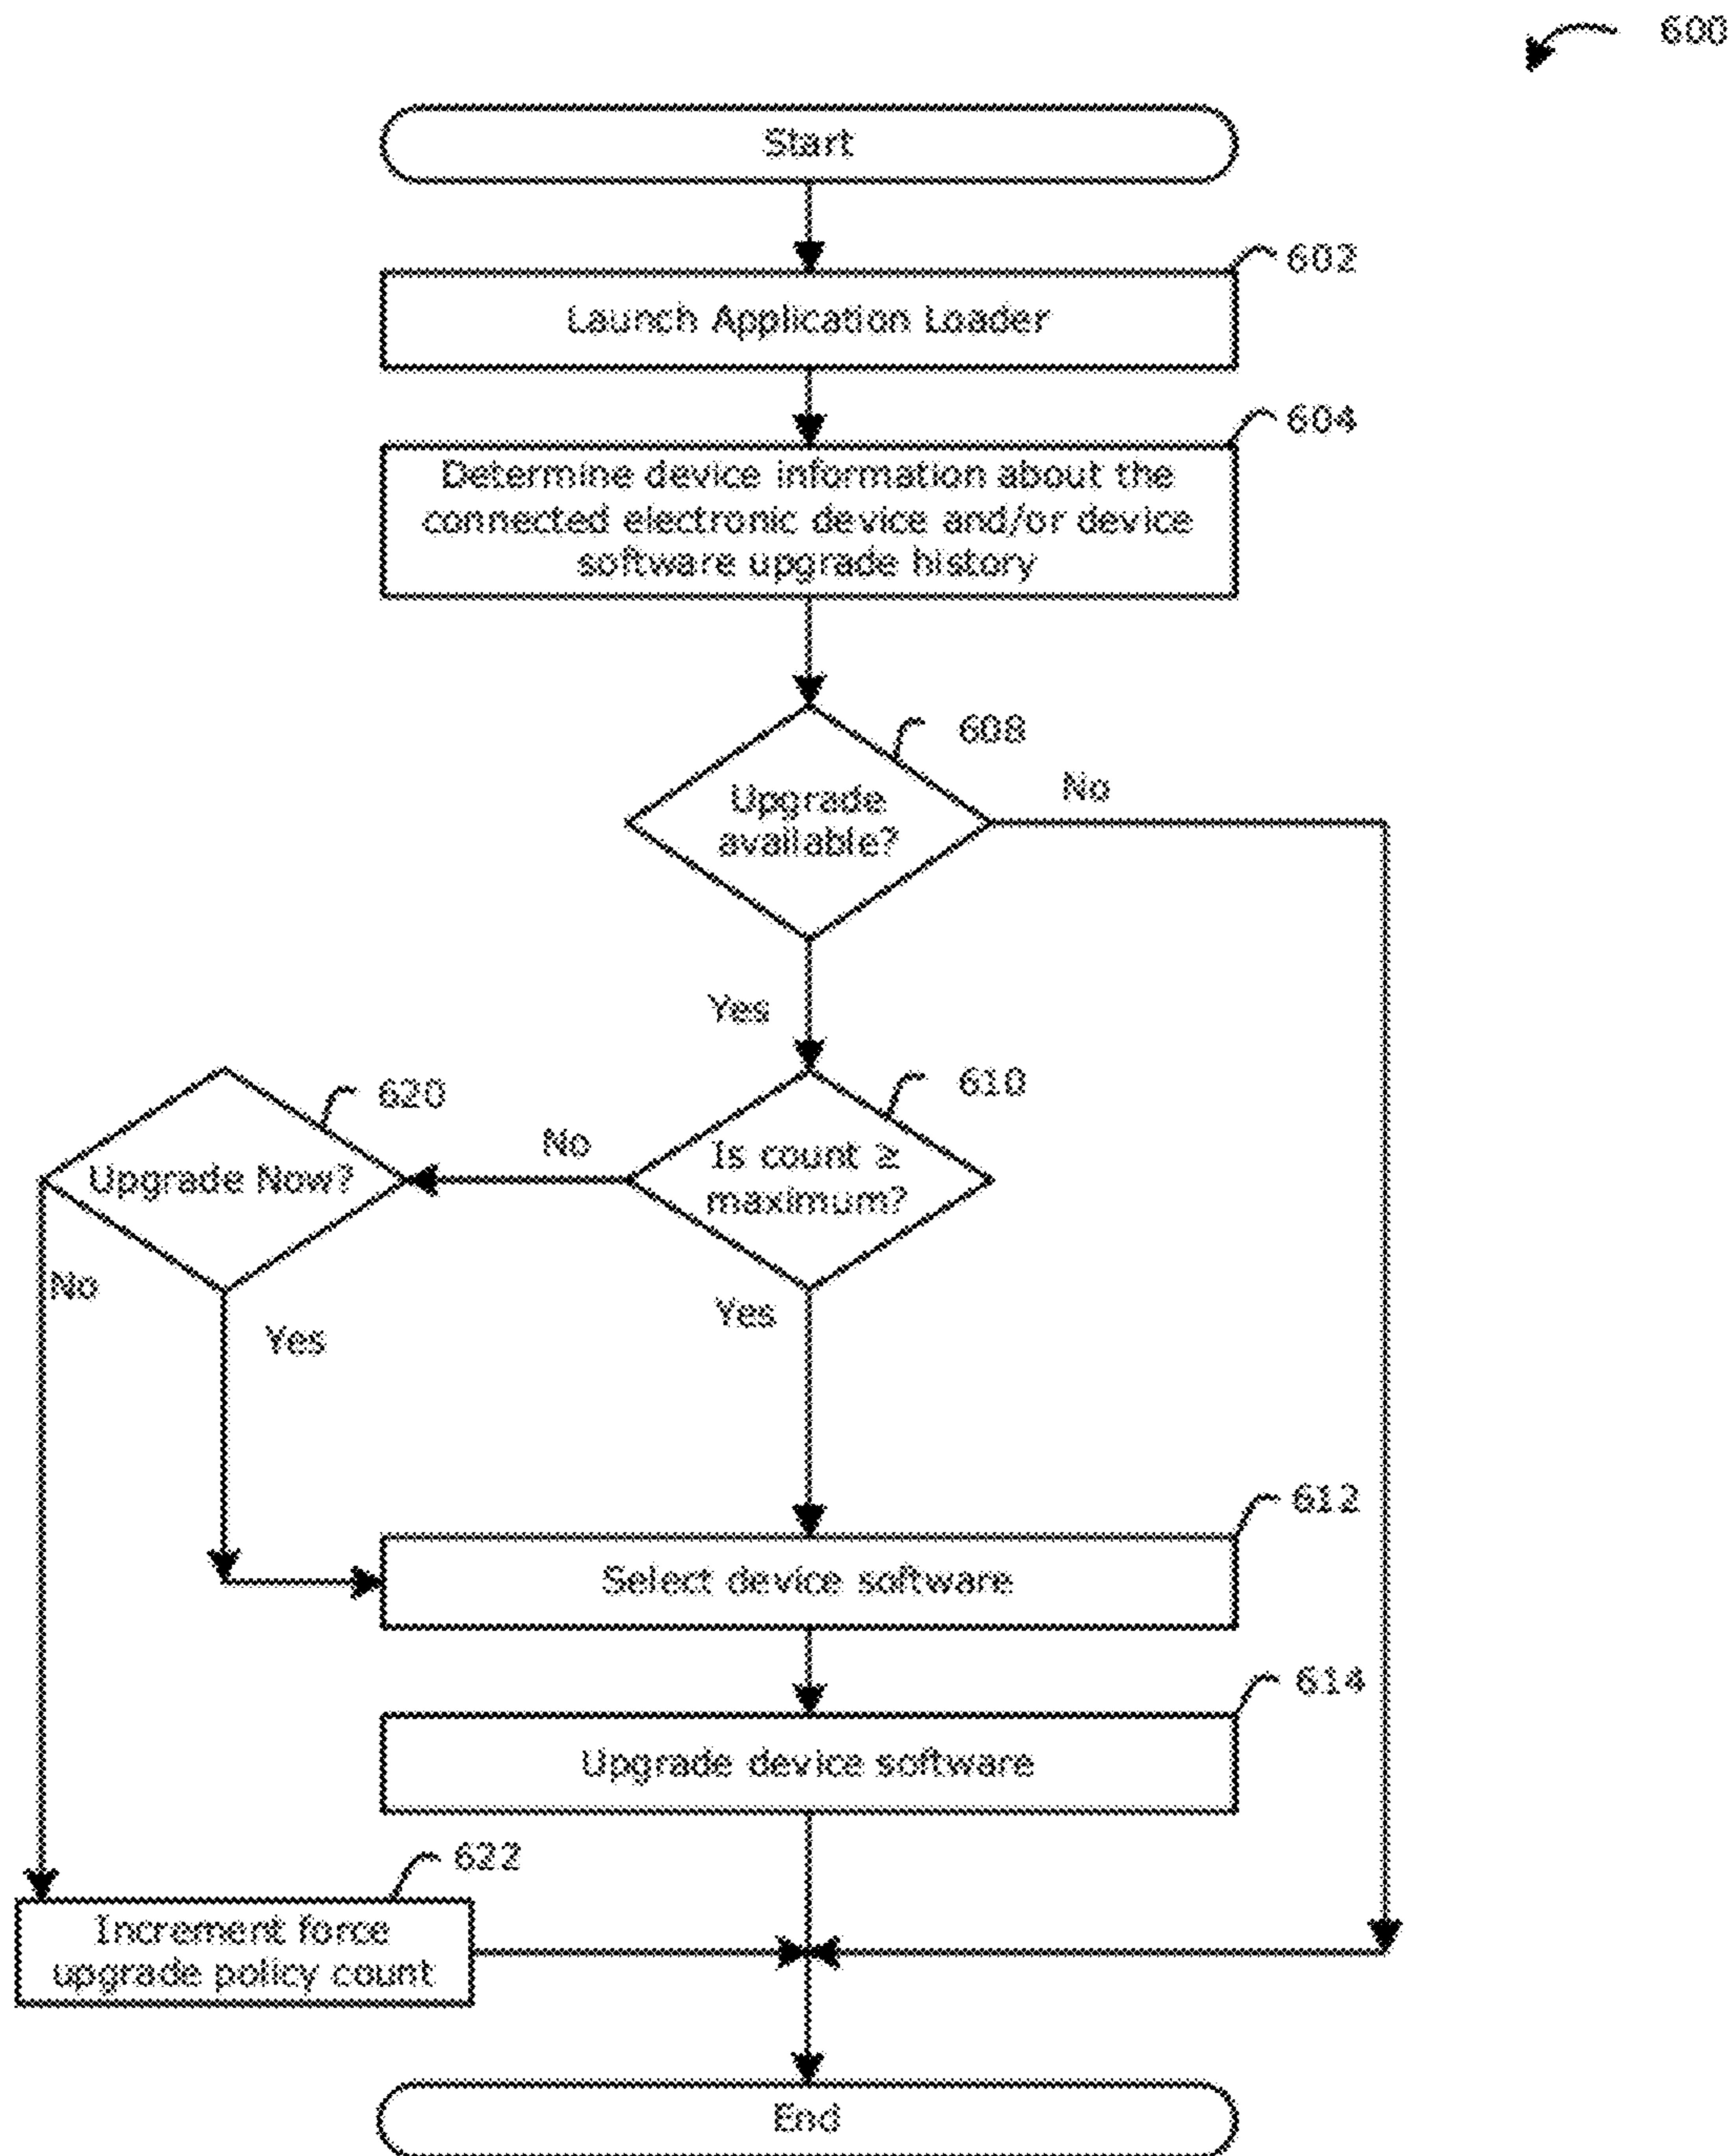 600
Start
602
Launch Application Loader
604
Determine device information about the
connected electronic device and/or device
software upgrade history
608
Upgrade
available?
No
Yes
620
610
Upgrade Now?
No
Is count ≥
maximum?
No
Yes
Yes
612
Select device software
614
Upgrade device software
622
Increment force
upgrade policy count
End